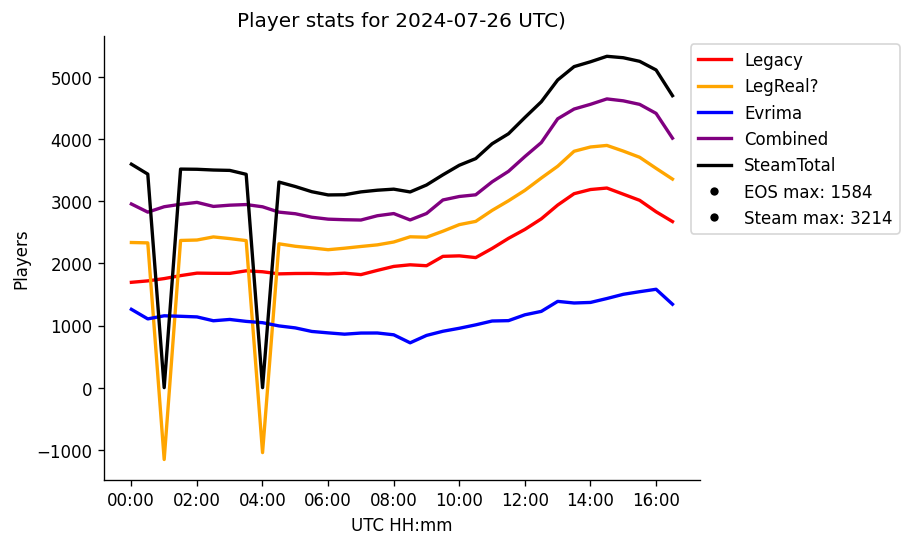 Player stats for 2024-07-26 UTC)
Legacy
LegReal?
Evrima
Combined
SteamTotal
EOS max: 1584
Steam max: 3214
Players
5000
4000
3000
2000
1000
0
−1000
00:00 02:00 04:00 06:00 08:00 10:00 12:00 14:00 16:00
UTC HH:mm